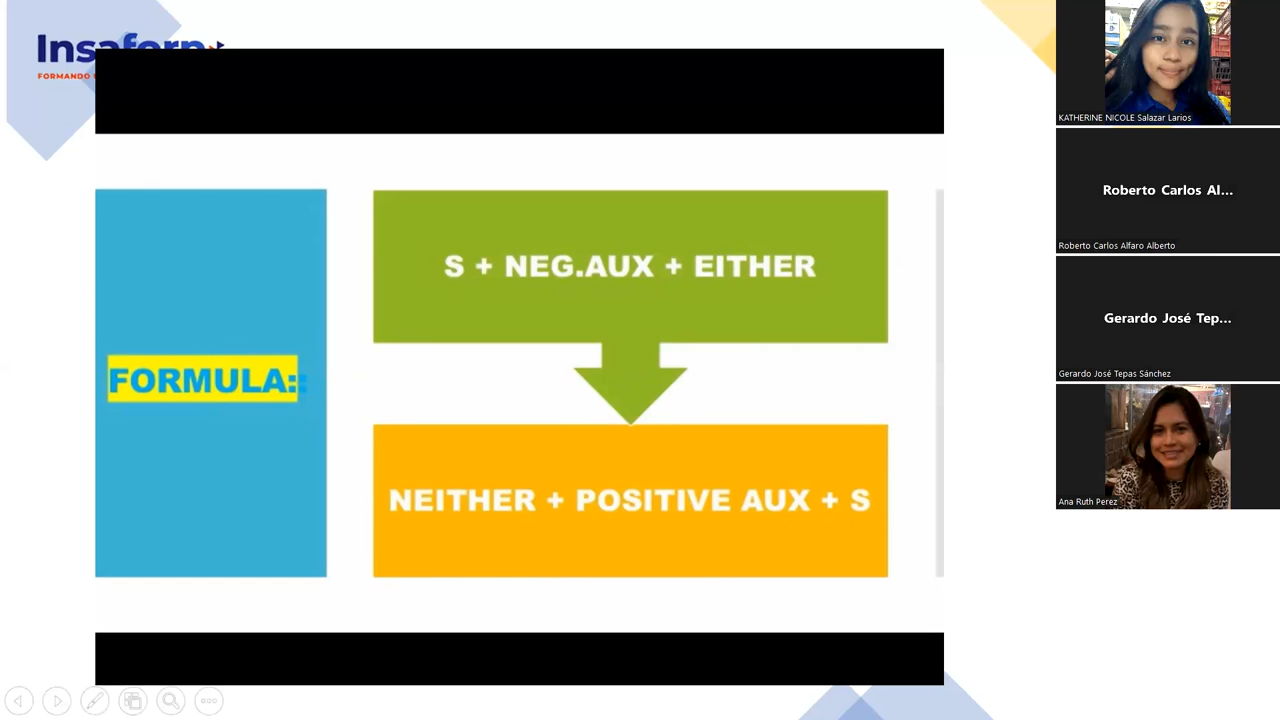 FORMANDO
FORMULA:
S + NEG.AUX + EITHER
NEITHER + POSITIVE AUX + S
KATHERINE NICOLE Salazar Larios
Roberto Carlos Al...
Roberto Carlos Alfaro Alberto
Gerardo José Tep...
Gerardo José Tepas Sánchez
Ana Ruth Perez